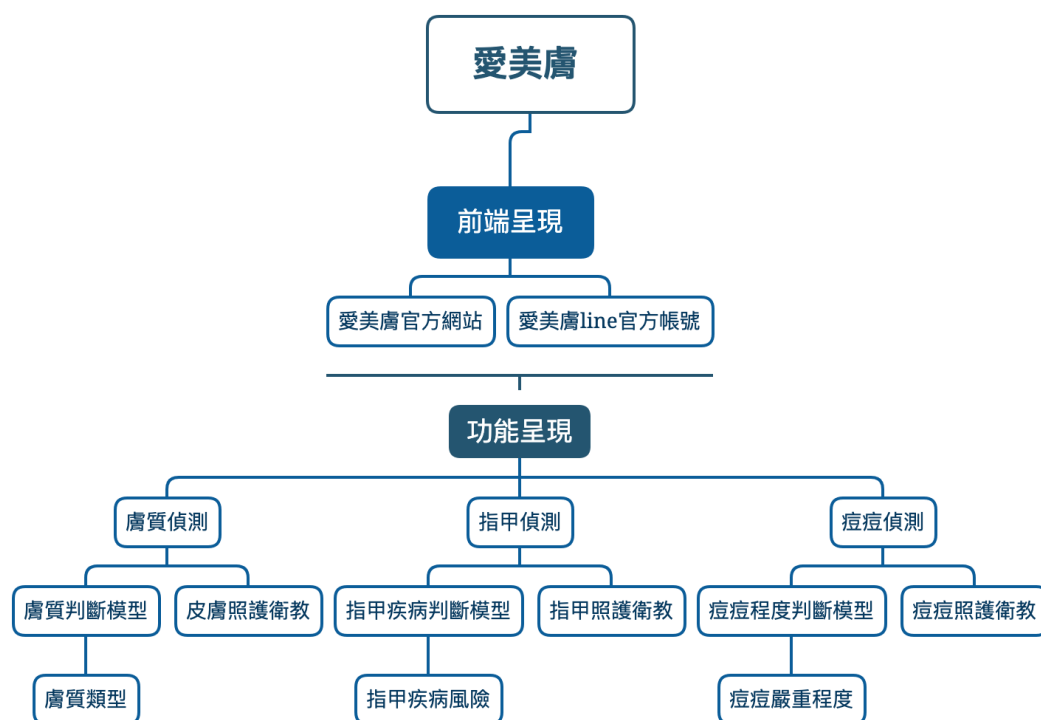 愛美膚
前端呈現
愛美膚官方網站
愛美膚line官方帳號
功能呈現
膚質偵測
指甲偵測
痘痘偵測
膚質判斷模型
皮膚照護衛教
指甲疾病判斷模型
指甲照護衛教
痘痘程度判斷模型
痘痘照護衛教
膚質類型
指甲疾病風險
痘痘嚴重程度